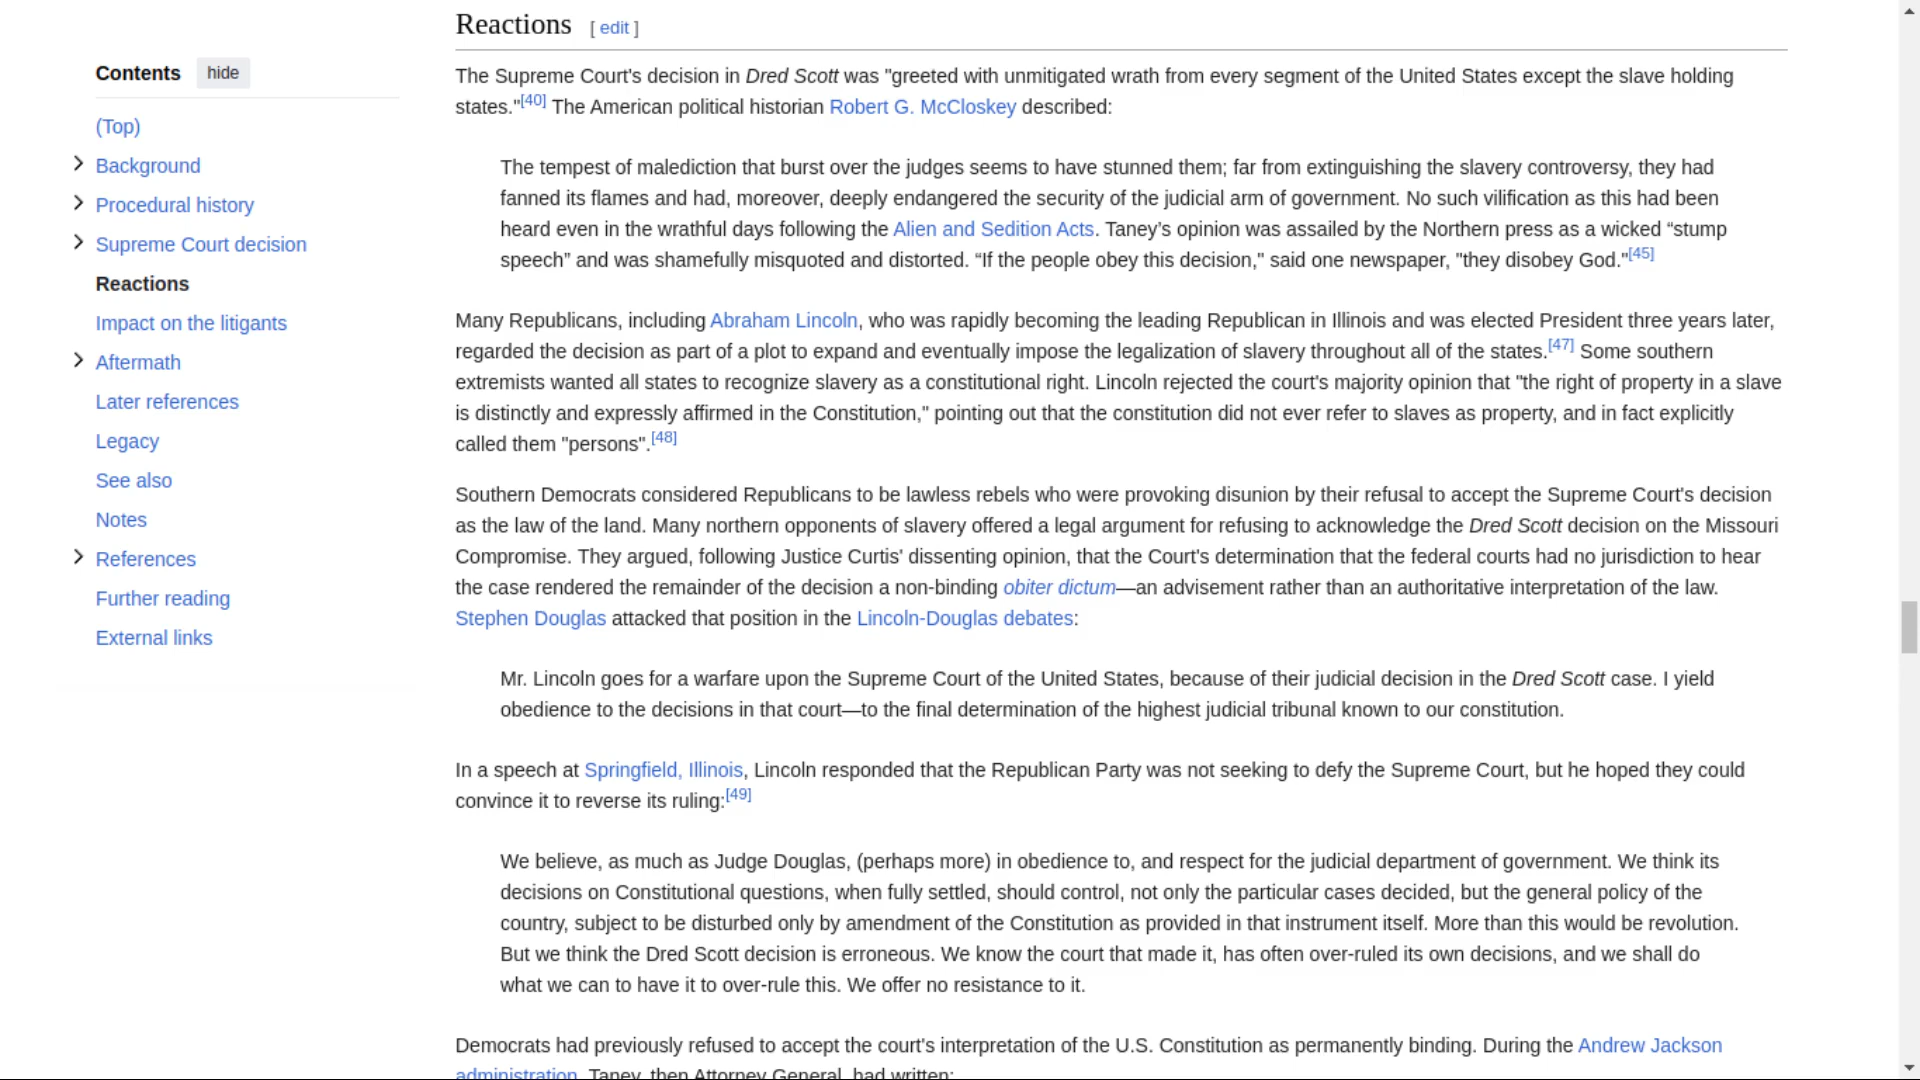 Reactions [ edit ]
Contents hide
(Top)
Background
Procedural history
Supreme Court decision
Reactions
Impact on the litigants
Aftermath
Later references
Legacy
See also
Notes
References
Further reading
External links
The Supreme Court's decision in Dred Scott was "greeted with unmitigated wrath from every segment of the United States except the slave holding
states."[40] The American political historian Robert G. McCloskey described:
The tempest of malediction that burst over the judges seems to have stunned them; far from extinguishing the slavery controversy, they had
fanned its flames and had, moreover, deeply endangered the security of the judicial arm of government. No such vilification as this had been
heard even in the wrathful days following the Alien and Sedition Acts. Taney’s opinion was assailed by the Northern press as a wicked “stump
speech” and was shamefully misquoted and distorted. “If the people obey this decision," said one newspaper, "they disobey God."[45]
Many Republicans, including Abraham Lincoln, who was rapidly becoming the leading Republican in Illinois and was elected President three years later,
regarded the decision as part of a plot to expand and eventually impose the legalization of slavery throughout all of the states.[47] Some southern
extremists wanted all states to recognize slavery as a constitutional right. Lincoln rejected the court's majority opinion that "the right of property in a slave
is distinctly and expressly affirmed in the Constitution," pointing out that the constitution did not ever refer to slaves as property, and in fact explicitly
called them "persons".[48]
Southern Democrats considered Republicans to be lawless rebels who were provoking disunion by their refusal to accept the Supreme Court's decision
as the law of the land. Many northern opponents of slavery offered a legal argument for refusing to acknowledge the Dred Scott decision on the Missouri
Compromise. They argued, following Justice Curtis' dissenting opinion, that the Court's determination that the federal courts had no jurisdiction to hear
the case rendered the remainder of the decision a non-binding obiter dictum—an advisement rather than an authoritative interpretation of the law.
Stephen Douglas attacked that position in the Lincoln-Douglas debates:
Mr. Lincoln goes for a warfare upon the Supreme Court of the United States, because of their judicial decision in the Dred Scott case. I yield
obedience to the decisions in that court—to the final determination of the highest judicial tribunal known to our constitution.
In a speech at Springfield, Illinois, Lincoln responded that the Republican Party was not seeking to defy the Supreme Court, but he hoped they could
convince it to reverse its ruling:[49]
We believe, as much as Judge Douglas, (perhaps more) in obedience to, and respect for the judicial department of government. We think its
decisions on Constitutional questions, when fully settled, should control, not only the particular cases decided, but the general policy of the
country, subject to be disturbed only by amendment of the Constitution as provided in that instrument itself. More than this would be revolution.
But we think the Dred Scott decision is erroneous. We know the court that made it, has often over-ruled its own decisions, and we shall do
what we can to have it to over-rule this. We offer no resistance to it.
Democrats had previously refused to accept the court's interpretation of the U.S. Constitution as permanently binding. During the Andrew Jackson
administration, Taney, then Attorney General, had written: